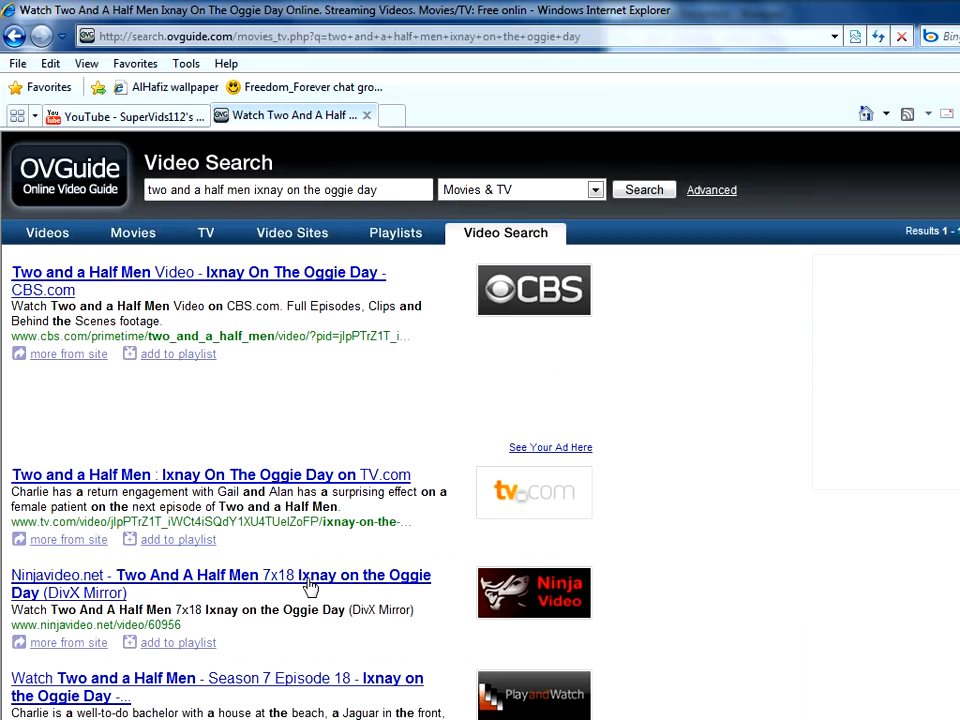 Watch Two And A Half Men Ixnay On The Oggie Day Online. Streaming Videos. Movies/TV: Free onlin - Windows Internet Explorer
http://search.ovguide.com/movies_tv.php?q=two+and+a+half+men+ixnay+on+the+oggie+day
Bin
File Edit View Favorites Tools Help
Favorites AlHafiz wallpaper Freedom_Forever chat gro...
You Tube YouTube - SuperVids112's ... OVG Watch Two And A Half ...
OVGuide
Online Video Guide
Video Search
two and a half men ixnay on the oggie day Movies & TV Search Advanced
Videos Movies TV Video Sites Playlists Video Search Results 1 -
Two and a Half Men Video - Ixnay On The Oggie Day -
CBS.com
Watch Two and a Half Men Video on CBS.com. Full Episodes, Clips and
Behind the Scenes footage.
www.cbs.com/primetime/two_and_a_half_men/video/?pid=jIpPTrZ1T_i...
more from site add to playlist
CBS
See Your Ad Here
Two and a Half Men : Ixnay On The Oggie Day on TV.com
Charlie has a return engagement with Gail and Alan has a surprising effect on a
female patient on the next episode of Two and a Half Men.
www.tv.com/video/jIpPTrZ1T_iWCt4iSQdY1XU4TUelZoFP/ixnay-on-the-...
more from site add to playlist
tv.com
Ninjavideo.net - Two And A Half Men 7x18 Ixnay on the Oggie
Day (DivX Mirror)
Watch Two And A Half Men 7x18 Ixnay on the Oggie Day (DivX Mirror)
www.ninjavideo.net/video/60956
more from site add to playlist
Ninja
Video
Watch Two and a Half Men - Season 7 Episode 18 - Ixnay on
the Oggie Day -...
Charlie is a well-to-do bachelor with a house at the beach, a Jaguar in the front,
PlayandWatch